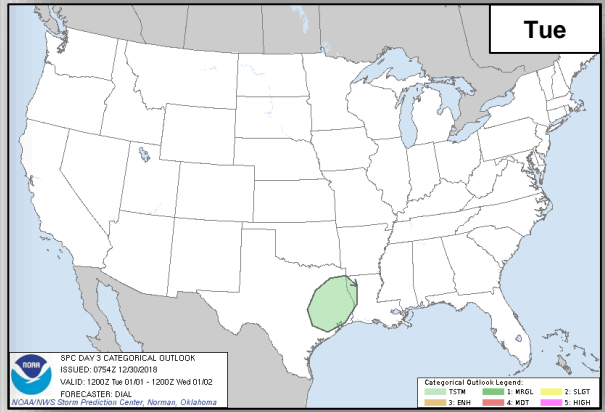 Tue
SPC DAY 3 CATEGORICAL OUTLOOK
ISSUED: 0754Z 12/30/2018
VALID: 1200Z Tue 01/01 - 1200Z Wed 01/02
FORECASTER: DIAL
NOAA/NWS Storm Prediction Center, Norman, Oklahoma
NOAA
Categorical Outlook Legend:
TSTM 1: MRGL 2: SLGT
3: ENH 4: MDT 5: HIGH